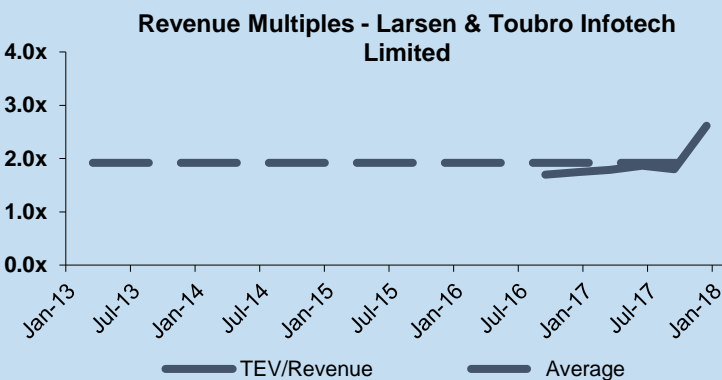 Revenue Multiples - Larsen & Toubro Infotech
Limited
4.0x
3.0x
2.0x
1.0x
0.0x
Jan-13
Jul-13
Jan-14
Jul-14
Jan-15
Jul-15
Jan-16
Jul-16
Jan-17
Jul-17
Jan-18
TEV/Revenue
Average